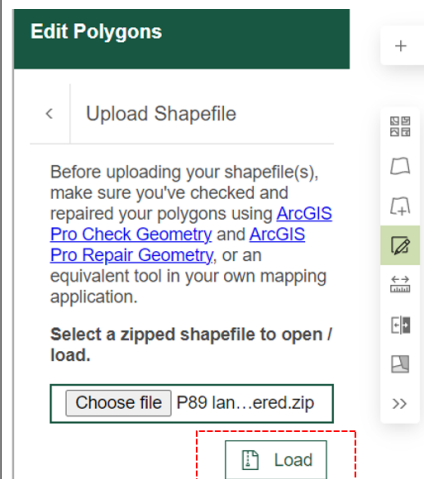 Edit Polygons
Upload Shapefile
Before uploading your shapefile(s),
make sure you've checked and
repaired your polygons using ArcGIS
Pro Check Geometry and ArcGIS
Pro Repair Geometry, or an
equivalent tool in your own mapping
application.
Select a zipped shapefile to open /
load.
Choose file P89 lan...ered.zip
Load